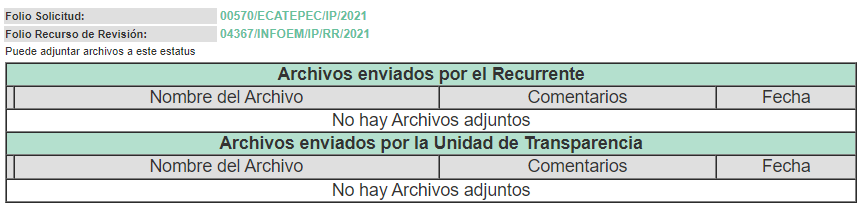 Folio Solicitud: 00570/ECATEPEC/IP/2021
Folio Recurso de Revisión: 04367/INFOEM/IP/RR/2021
Puede adjuntar archivos a este estatus
Archivos enviados por el Recurrente
Nombre del Archivo Comentarios Fecha
No hay Archivos adjuntos
Archivos enviados por la Unidad de Transparencia
Nombre del Archivo Comentarios Fecha
No hay Archivos adjuntos